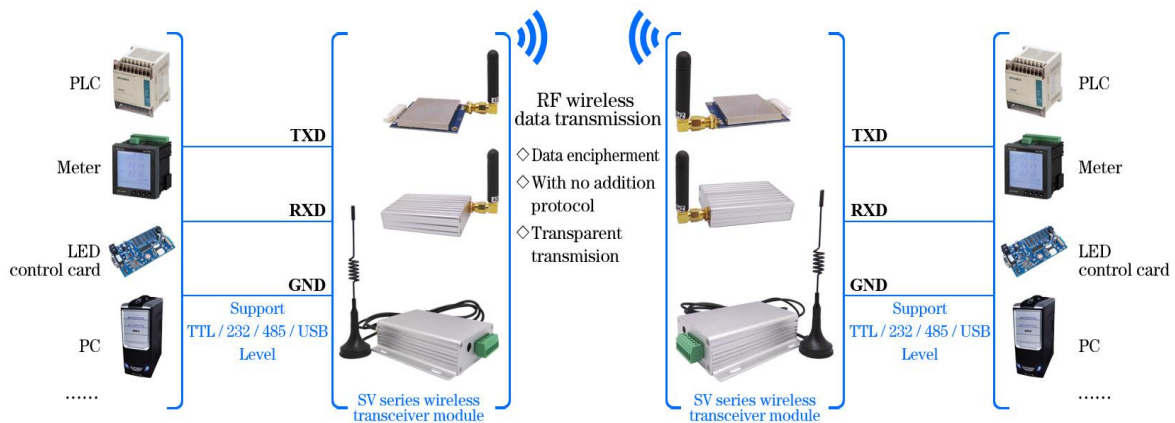 PLC
Meter
LED
control card
PC
......
TXD
RXD
GND
Support
TTL / 232 / 485 / USB
Level
SV series wireless
transceiver module
RF wireless
data transmission
◇ Data encipherment
◇ With no addition
protocol
◇ Transparent
transmision
SV series wireless
transceiver module
TXD
RXD
GND
Support
TTL / 232 / 485 / USB
Level
PLC
Meter
LED
control card
PC
......